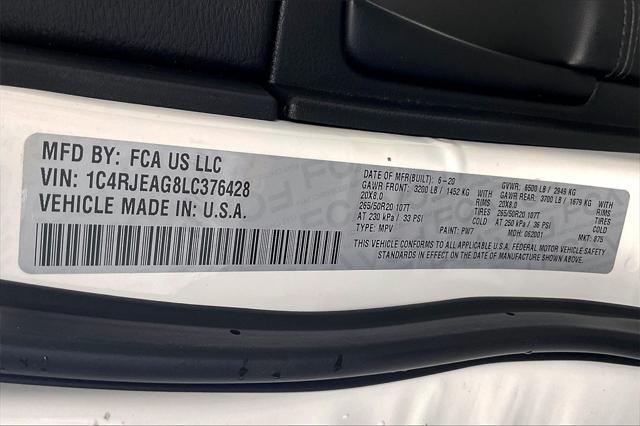 MFD BY: FCA US LLC
VIN: 1C4RJEAG8LC376428
VEHICLE MADE IN: U.S.A.
DATE OF MFR(BUILT): 6-20 GVWR: 6500 LB / 2949 KG
GAWR FRONT: 3200 LB / 1452 KG WITH GAWR REAR: 3700 LB / 1679 KG WITH
20X8.0 RIMS 20X8.0 RIMS
265/50R20 107T TIRES 265/50R20 107T TIRES
AT 230 kPa / 33 PSI COLD AT 250 kPa / 36 PSI COLD
TYPE: MPV PAINT: PW7 MDH: 062001 MKT: 875
THIS VEHICLE CONFORMS TO ALL APPLICABLE U.S.A. FEDERAL MOTOR VEHICLE SAFETY
STANDARDS IN EFFECT ON THE DATE OF MANUFACTURE SHOWN ABOVE.